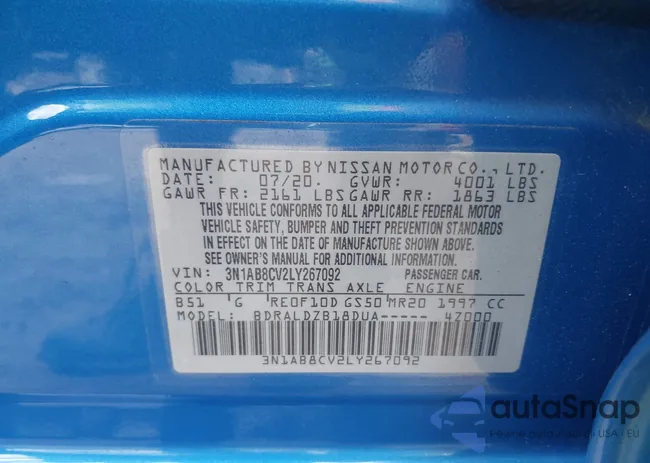 MANUFACTURED BY NISSAN MOTOR CO., LTD.
DATE: 07/20. GVWR: 4001 LBS
GAWR FR: 2161 LBS GAWR RR: 1863 LBS
THIS VEHICLE CONFORMS TO ALL APPLICABLE FEDERAL MOTOR
VEHICLE SAFETY, BUMPER AND THEFT PREVENTION STANDARDS
IN EFFECT ON THE DATE OF MANUFACTURE SHOWN ABOVE.
SEE OWNER'S MANUAL FOR ADDITIONAL INFORMATION.
VIN: 3N1AB8CV2LY267092 PASSENGER CAR.
COLOR TRIM TRANS AXLE ENGINE
B51 G RE0F10D GS50 MR20 1997 CC
MODEL: BDRALDZB18DUA----- 4Z000
3N1AB8CV2LY267092
autoSnap
USA - EU